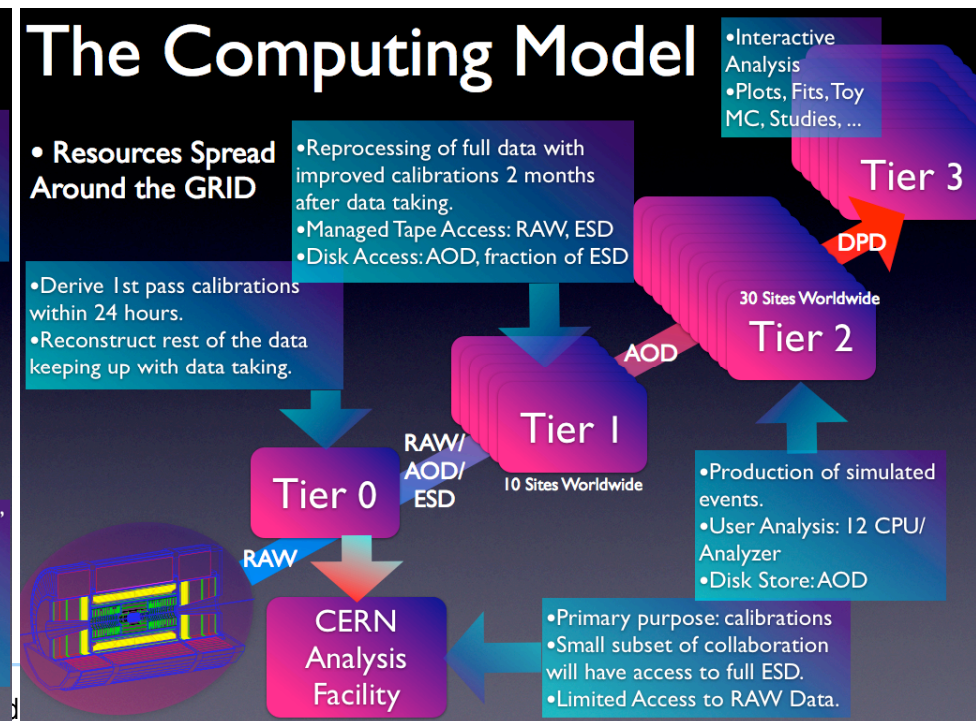 The Computing Model
• Resources Spread
Around the GRID
•Interactive
Analysis
•Plots, Fits, Toy
MC, Studies, ...
Tier 3
•Reprocessing of full data with
improved calibrations 2 months
after data taking.
•Managed Tape Access: RAW, ESD
•Disk Access: AOD, fraction of ESD
DPD
•Derive 1st pass calibrations
within 24 hours.
•Reconstruct rest of the data
keeping up with data taking.
30 Sites Worldwide
Tier 2
AOD
Tier 1
10 Sites Worldwide
RAW/
AOD/
ESD
Tier 0
RAW
•Production of simulated
events.
•User Analysis: 12 CPU/
Analyzer
•Disk Store: AOD
CERN
Analysis
Facility
•Primary purpose: calibrations
•Small subset of collaboration
will have access to full ESD.
•Limited Access to RAW Data.
,
d